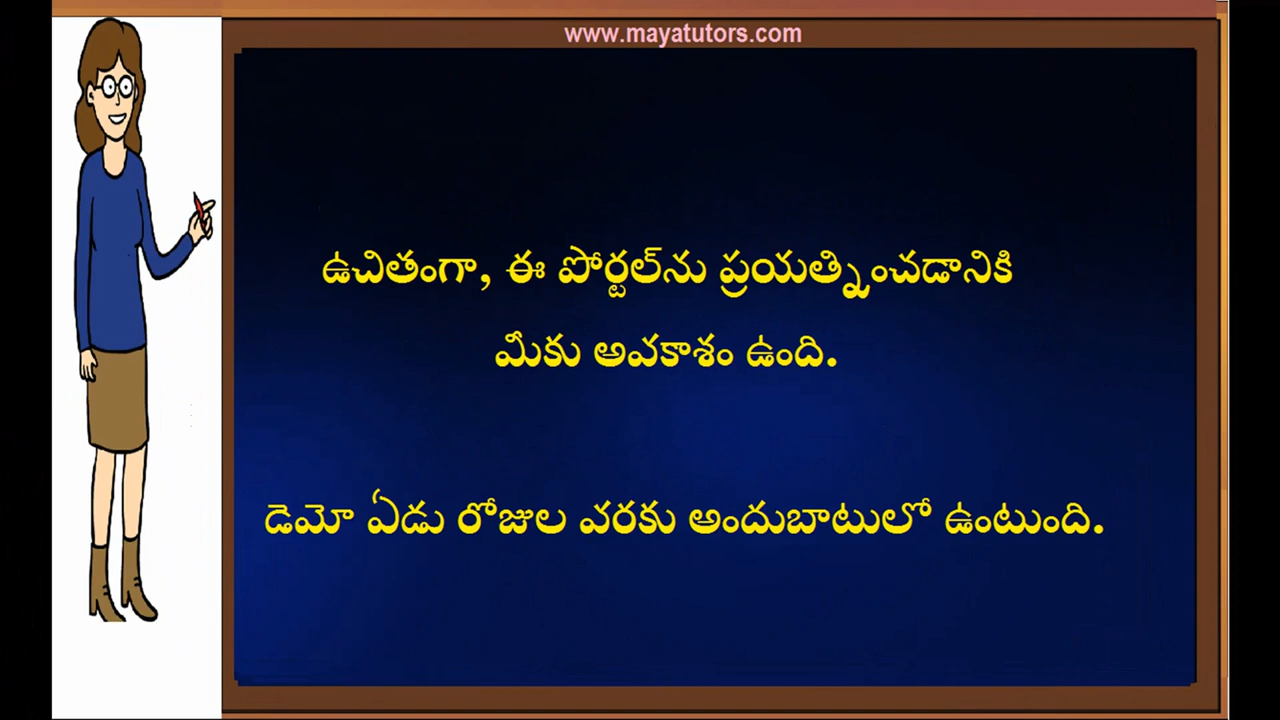 www.mayatutors.com
ఉచితంగా, ఈ పోర్టల్‌ను ప్రయత్నించడానికి
మీకు అవకాశం ఉంది.
డెమో ఏడు రోజుల వరకు అందుబాటులో ఉంటుంది.